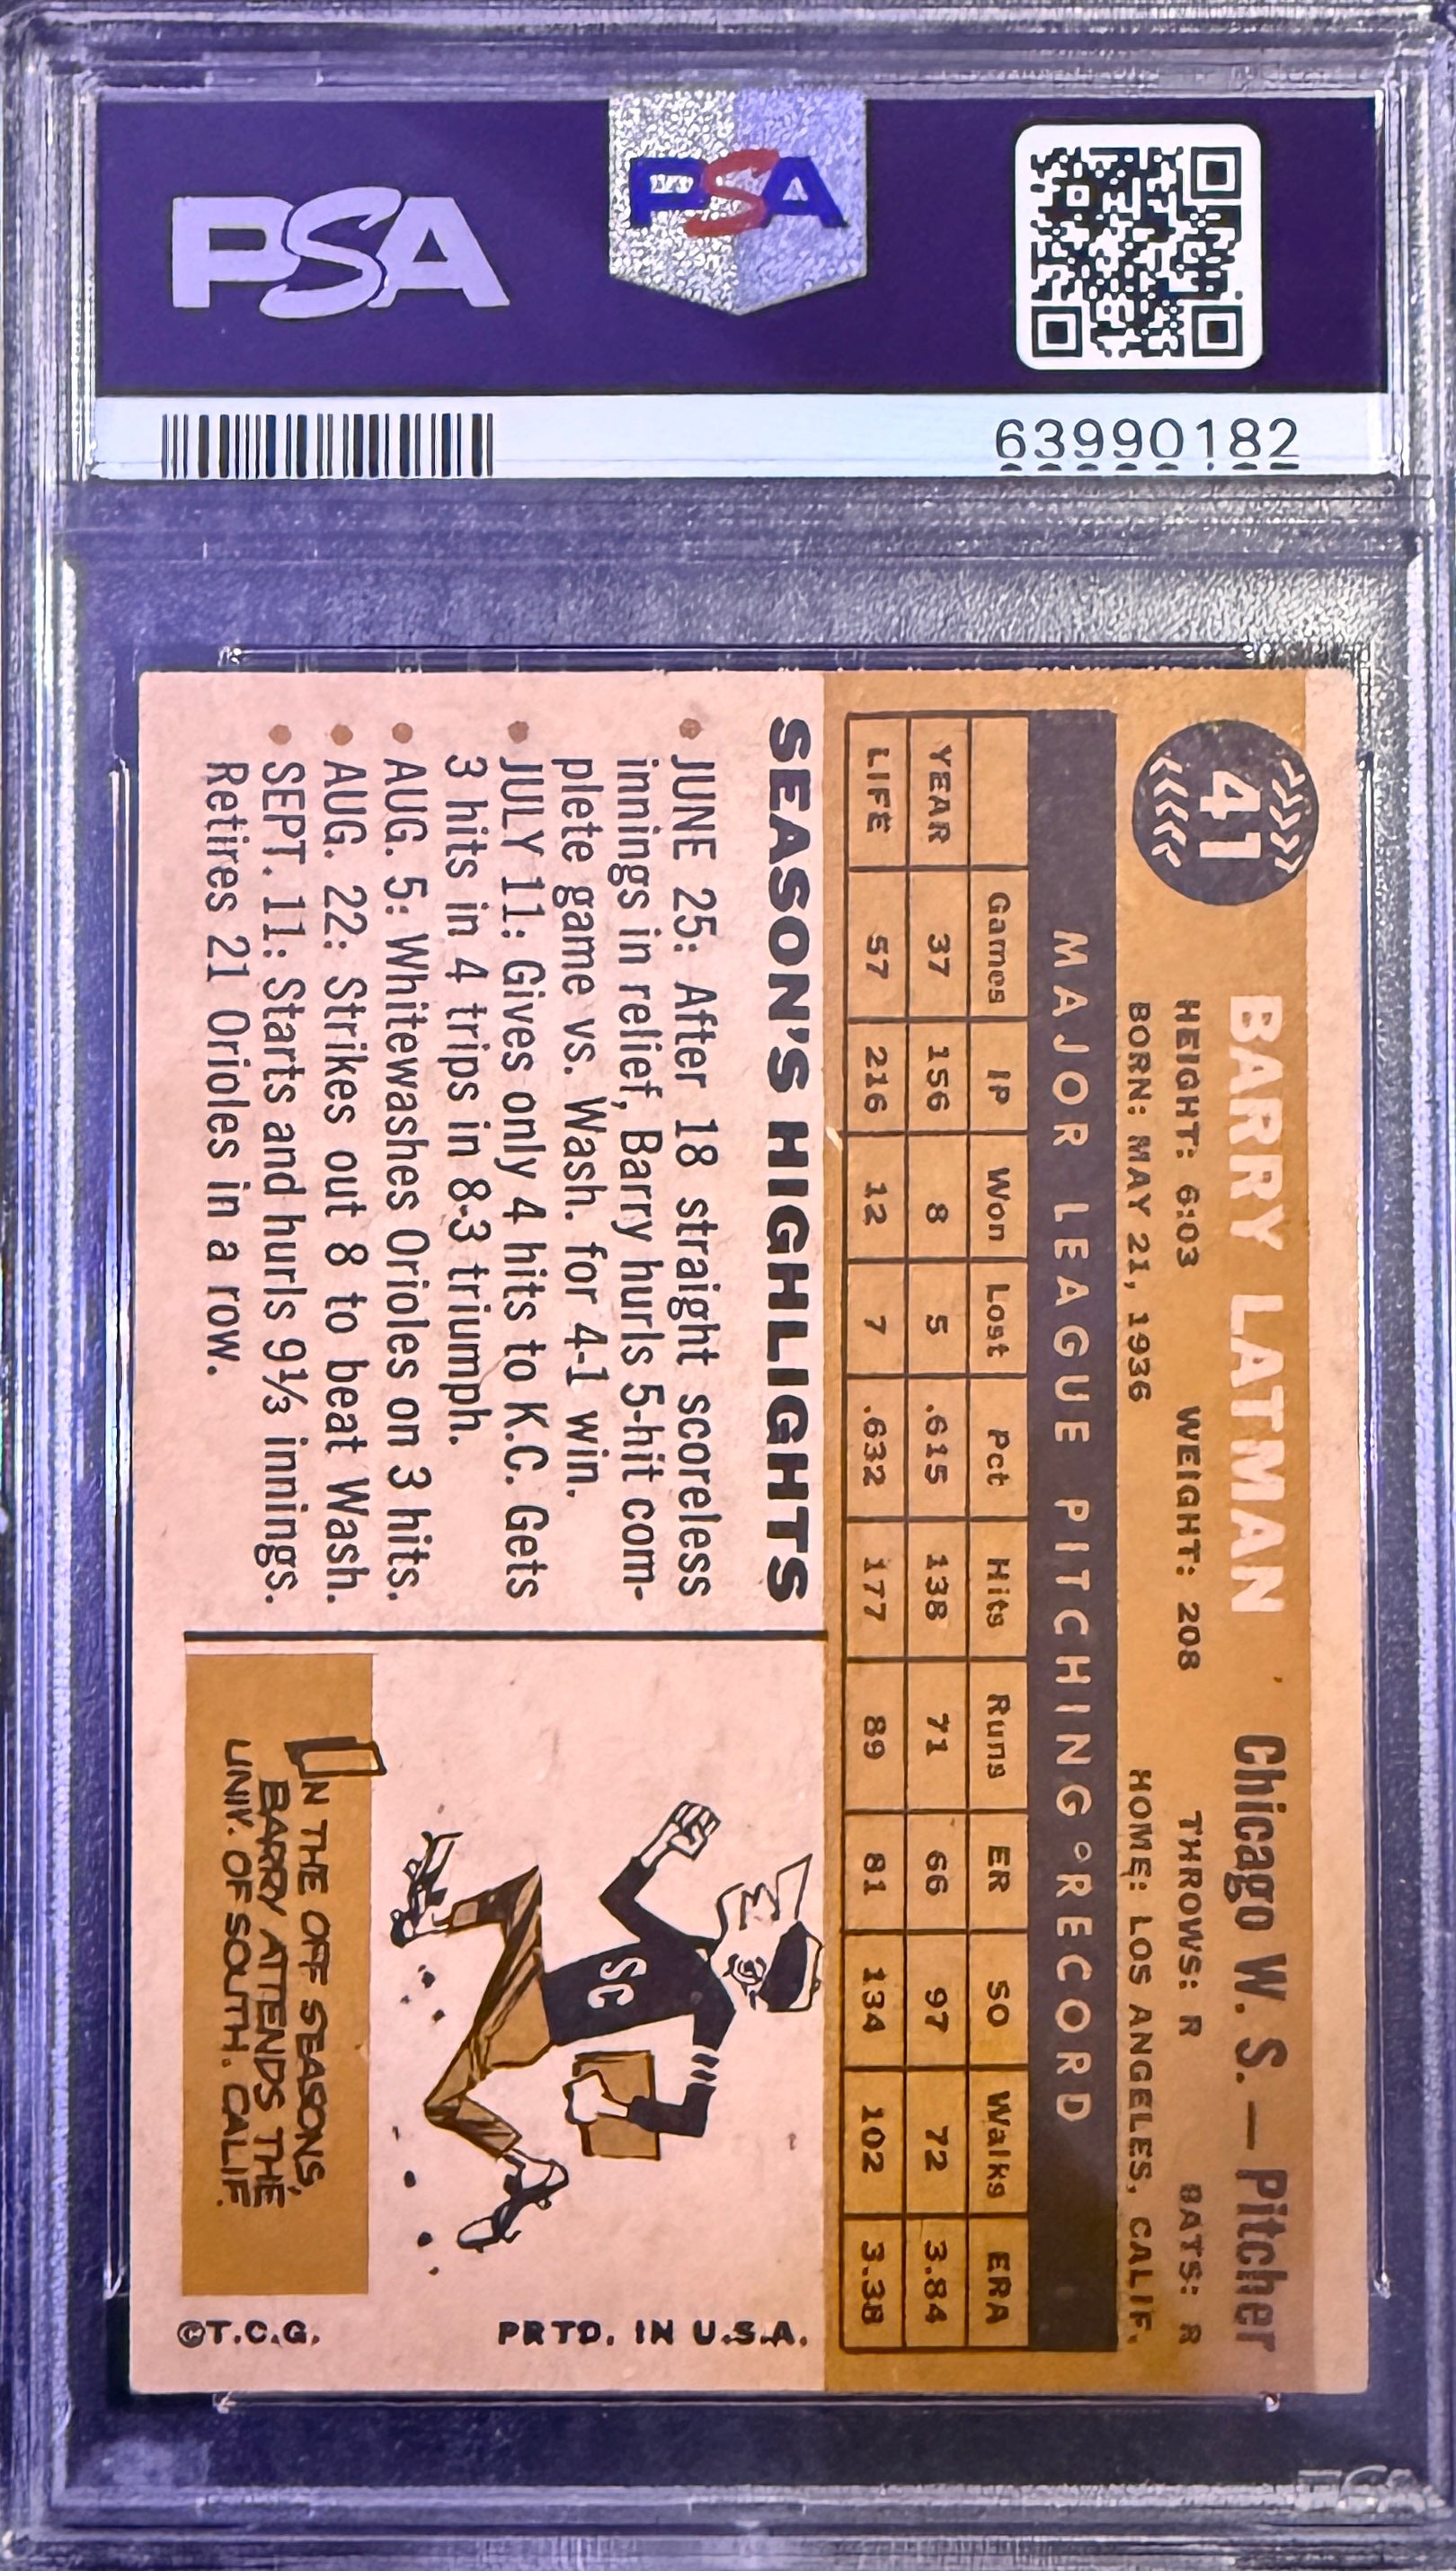 PSA
PSA
63990182
41
BARRY LATMAN
Chicago W. S. — Pitcher
HEIGHT: 6:03 WEIGHT: 208 THROWS: R BATS: R
BORN: MAY 21, 1936 HOME: LOS ANGELES, CALIF.
MAJOR LEAGUE PITCHING RECORD
Games IP Won Lost Pct Hits Runs ER SO Walks ERA
YEAR 37 156 8 5 .615 138 71 66 97 72 3.84
LIFE 57 216 12 7 .632 177 89 81 134 102 3.38
SEASON'S HIGHLIGHTS
• JUNE 25: After 18 straight scoreless
innings in relief, Barry hurls 5-hit com-
plete game vs. Wash. for 4-1 win.
• JULY 11: Gives only 4 hits to K.C. Gets
3 hits in 4 trips in 8-3 triumph.
• AUG. 5: Whitewashes Orioles on 3 hits.
• AUG. 22: Strikes out 8 to beat Wash.
• SEPT. 11: Starts and hurls 9⅓ innings.
Retires 21 Orioles in a row.
SC
IN THE OFF SEASONS,
BARRY ATTENDS THE
UNIV. OF SOUTH. CALIF.
©T.C.G.
PRTD. IN U.S.A.